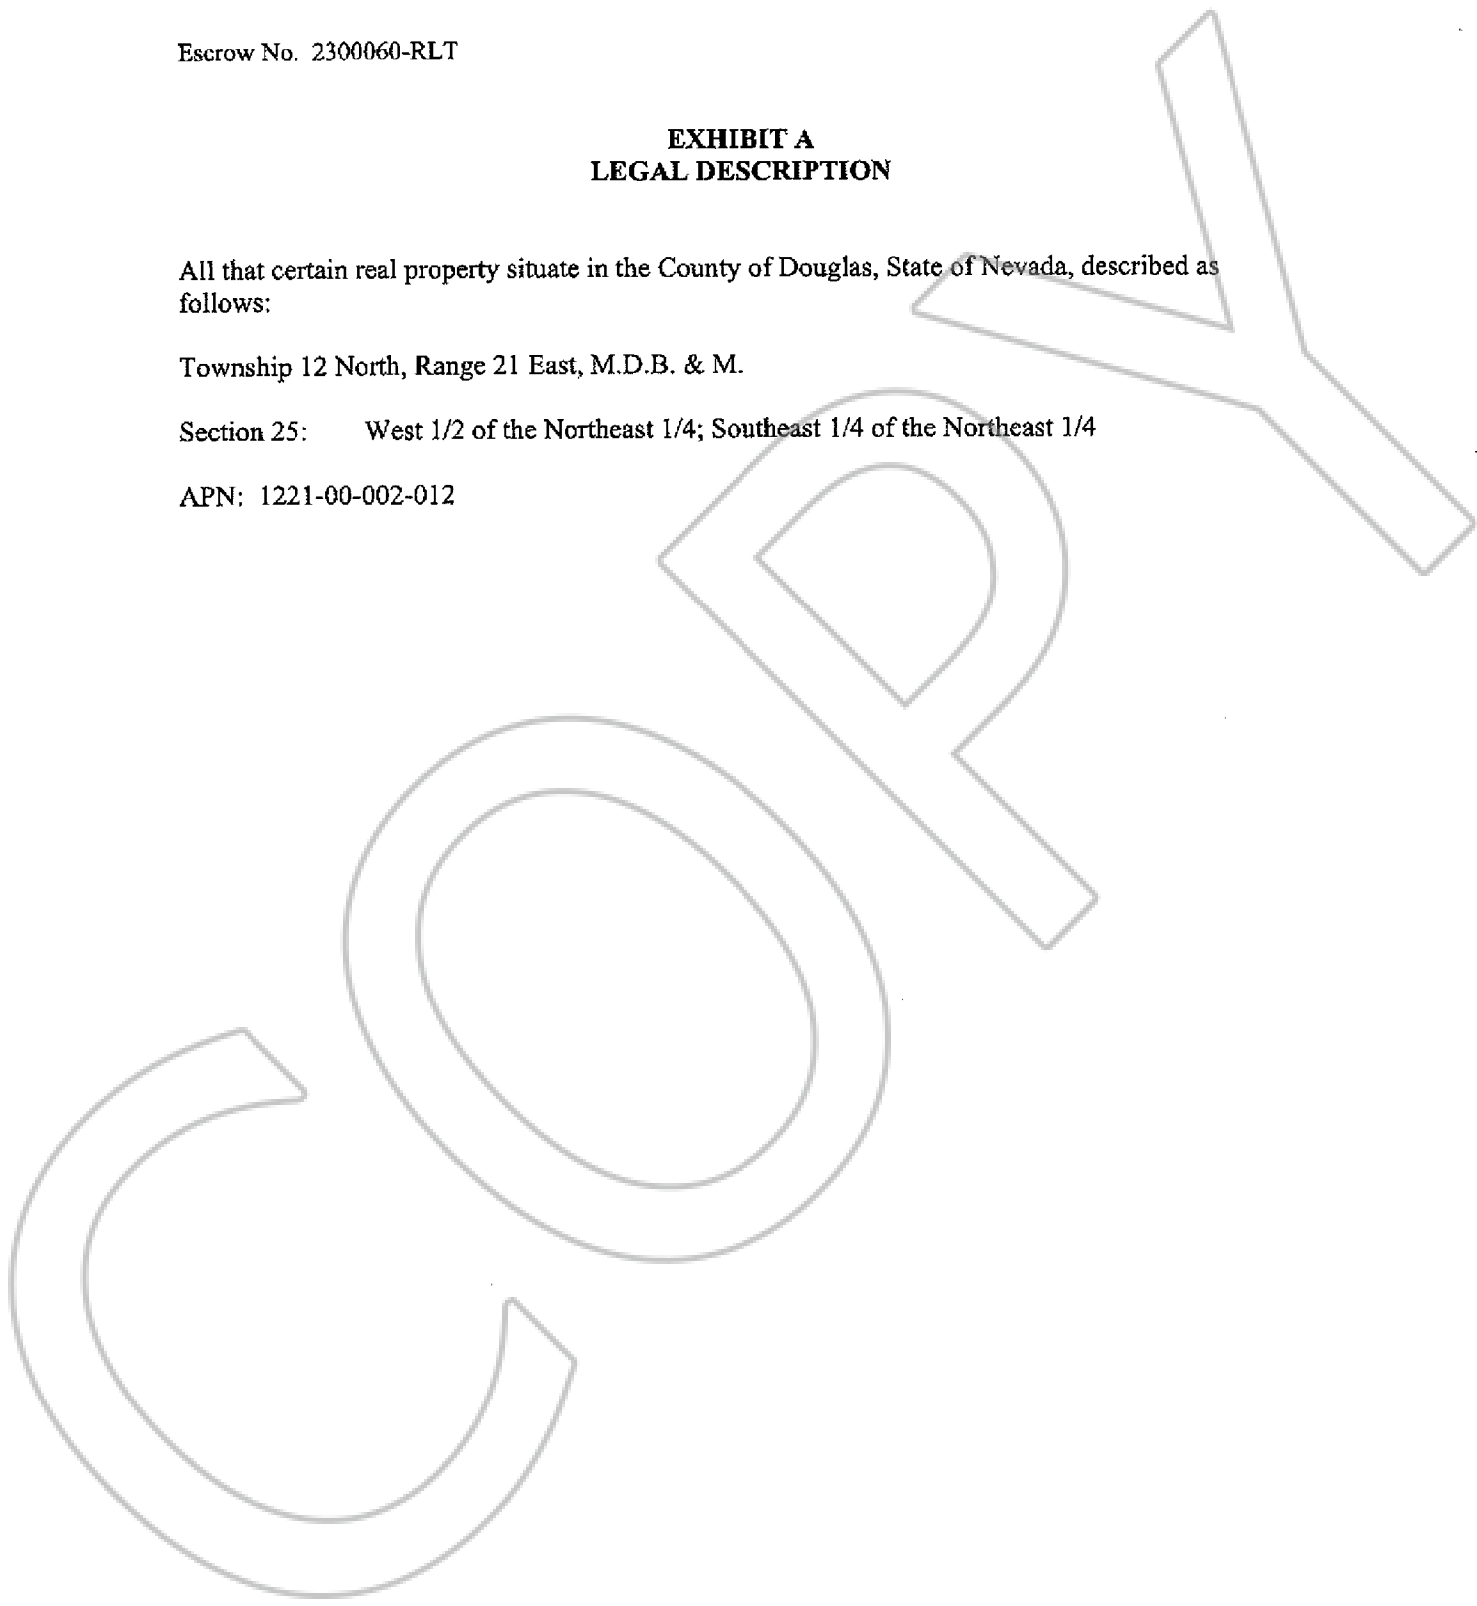 Escrow No. 2300060-RLT
EXHIBIT A
LEGAL DESCRIPTION
All that certain real property situate in the County of Douglas, State of Nevada, described as
follows:
Township 12 North, Range 21 East, M.D.B. & M.
Section 25: West 1/2 of the Northeast 1/4; Southeast 1/4 of the Northeast 1/4
APN: 1221-00-002-012
COPY